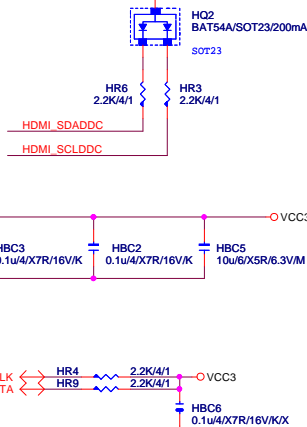 HQ2
BAT54A/SOT23/200mA
SOT23
HR6
2.2K/4/1
HR3
2.2K/4/1
HDMI_SDADDC
HDMI_SCLDDC
VCC3
HBC3
0.1u/4/X7R/16V/K
HBC2
0.1u/4/X7R/16V/K
HBC5
10u/6/X5R/6.3V/M
LK
HR4
2.2K/4/1
TA
HR9
2.2K/4/1
VCC3
HBC6
0.1u/4/X7R/16V/K/X